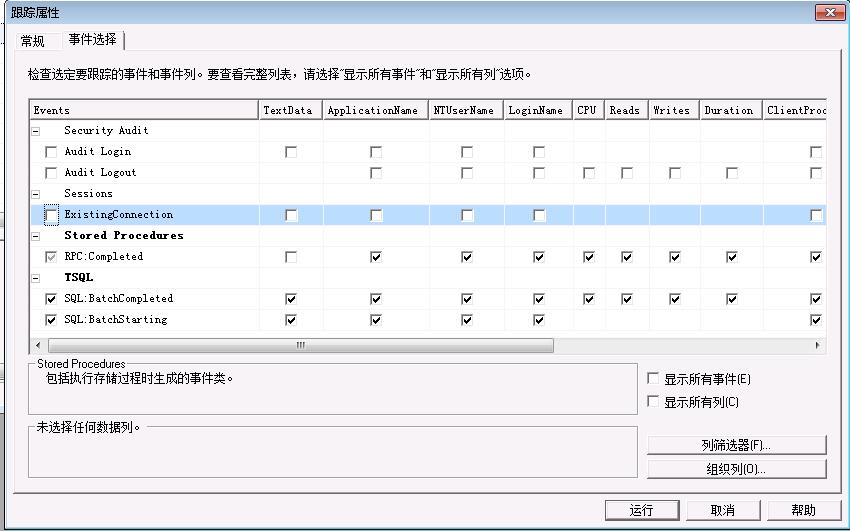 跟踪属性
常规 事件选择
检查选定要跟踪的事件和事件列。要查看完整列表，请选择"显示所有事件"和"显示所有列"选项。
Events TextData ApplicationName NTUserName LoginName CPU Reads Writes Duration ClientProc
Security Audit
Audit Login
Audit Logout
Sessions
ExistingConnection
Stored Procedures
RPC:Completed
TSQL
SQL:BatchCompleted
SQL:BatchStarting
Stored Procedures
包括执行存储过程时生成的事件类。
显示所有事件(E)
显示所有列(C)
未选择任何数据列。
列筛选器(F)...
组织列(O)...
运行 取消 帮助